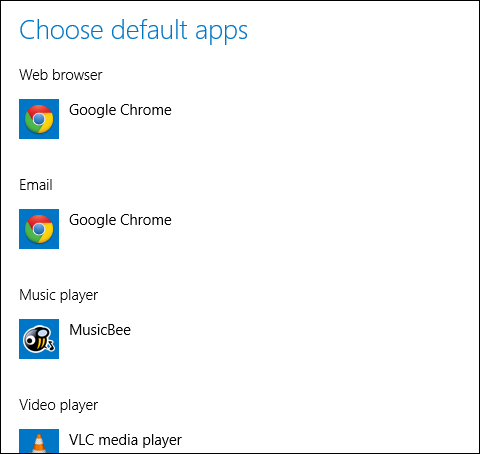 Choose default apps
Web browser
Google Chrome
Email
Google Chrome
Music player
MusicBee
Video player
VLC media player